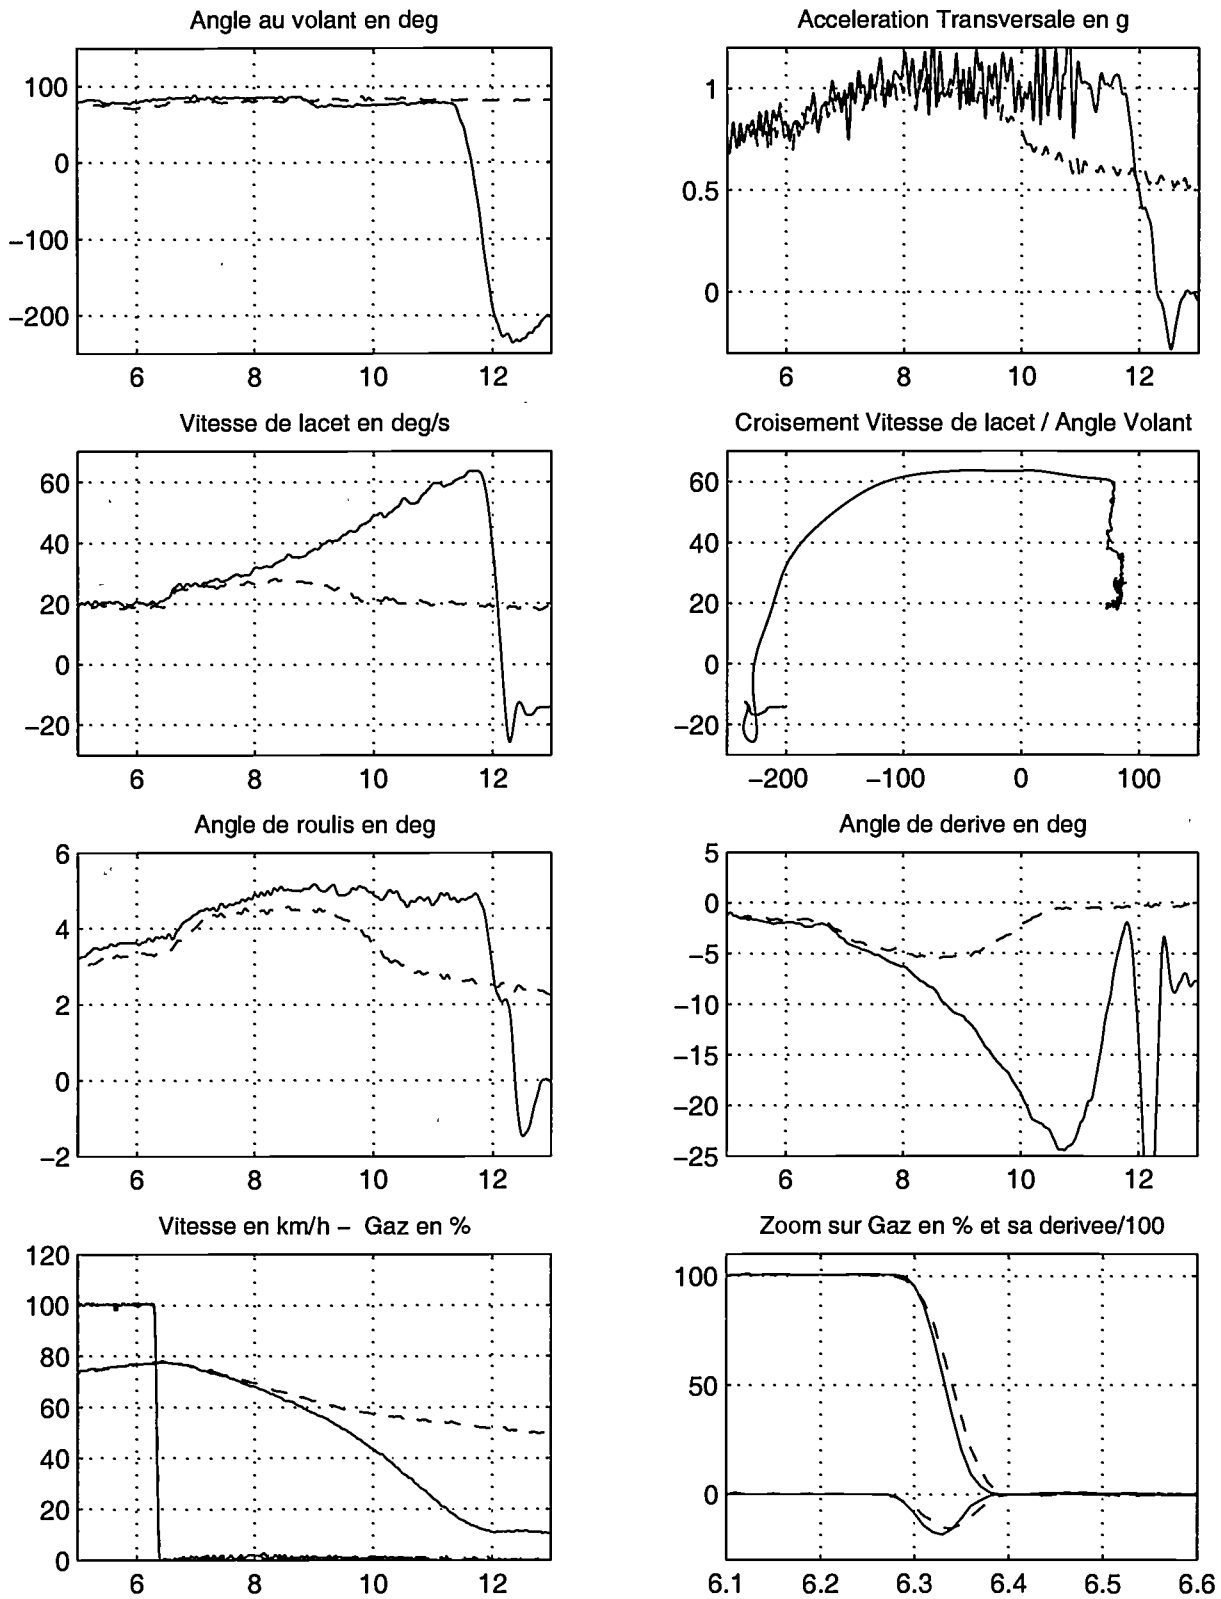 Angle au volant en deg
100
0
−100
−200
6 8 10 12
Acceleration Transversale en g
1
0.5
0
6 8 10 12
Vitesse de lacet en deg/s
60
40
20
0
−20
6 8 10 12
Croisement Vitesse de lacet / Angle Volant
60
40
20
0
−20
−200 −100 0 100
Angle de roulis en deg
6
4
2
0
−2
6 8 10 12
Angle de derive en deg
5
0
−5
−10
−15
−20
−25
6 8 10 12
Vitesse en km/h − Gaz en %
120
100
80
60
40
20
0
6 8 10 12
Zoom sur Gaz en % et sa derivee/100
100
50
0
6.1 6.2 6.3 6.4 6.5 6.6